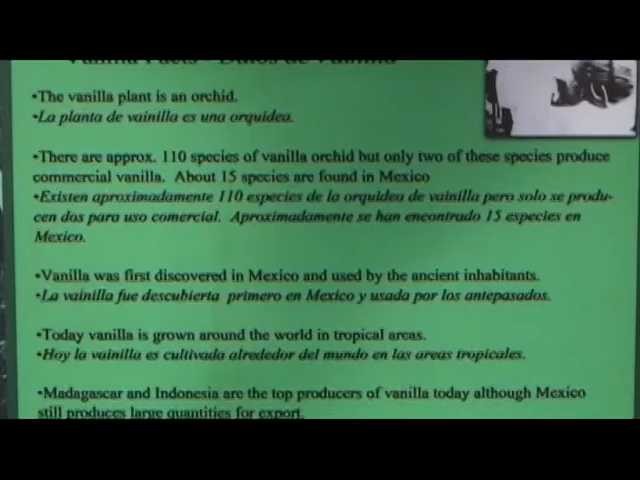 Vanilla Facts - Datos de Vainilla
•The vanilla plant is an orchid.
•La planta de vainilla es una orquidea.
•There are approx. 110 species of vanilla orchid but only two of these species produce
commercial vanilla. About 15 species are found in Mexico
•Existen aproximadamente 110 especies de la orquidea de vainilla pero solo se produ-
cen dos para uso comercial. Aproximadamente se han encontrado 15 especies en
Mexico.
•Vanilla was first discovered in Mexico and used by the ancient inhabitants.
•La vainilla fue descubierta primero en Mexico y usada por los antepasados.
•Today vanilla is grown around the world in tropical areas.
•Hoy la vainilla es cultivada alrededor del mundo en las areas tropicales.
•Madagascar and Indonesia are the top producers of vanilla today although Mexico
still produces large quantities for export.